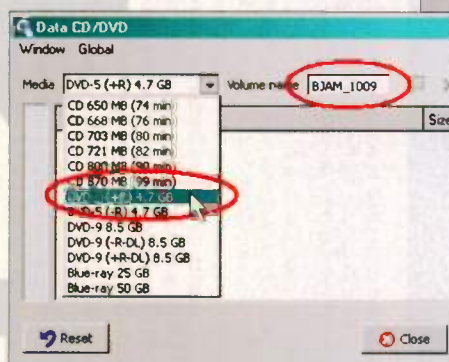 Data CD/DVD
Window Global
Media DVD-5 (+R) 4.7 GB Volume name BJAM_1009
Size
CD 650 MB (74 min)
CD 668 MB (76 min)
CD 703 MB (80 min)
CD 721 MB (82 min)
CD 800 MB (90 min)
CD 870 MB (99 min)
DVD-5 (+R) 4.7 GB
DVD-5 (-R) 4.7 GB
DVD-9 8.5 GB
DVD-9 (-R-DL) 8.5 GB
DVD-9 (+R-DL) 8.5 GB
Blue-ray 25 GB
Blue-ray 50 GB
Reset Close